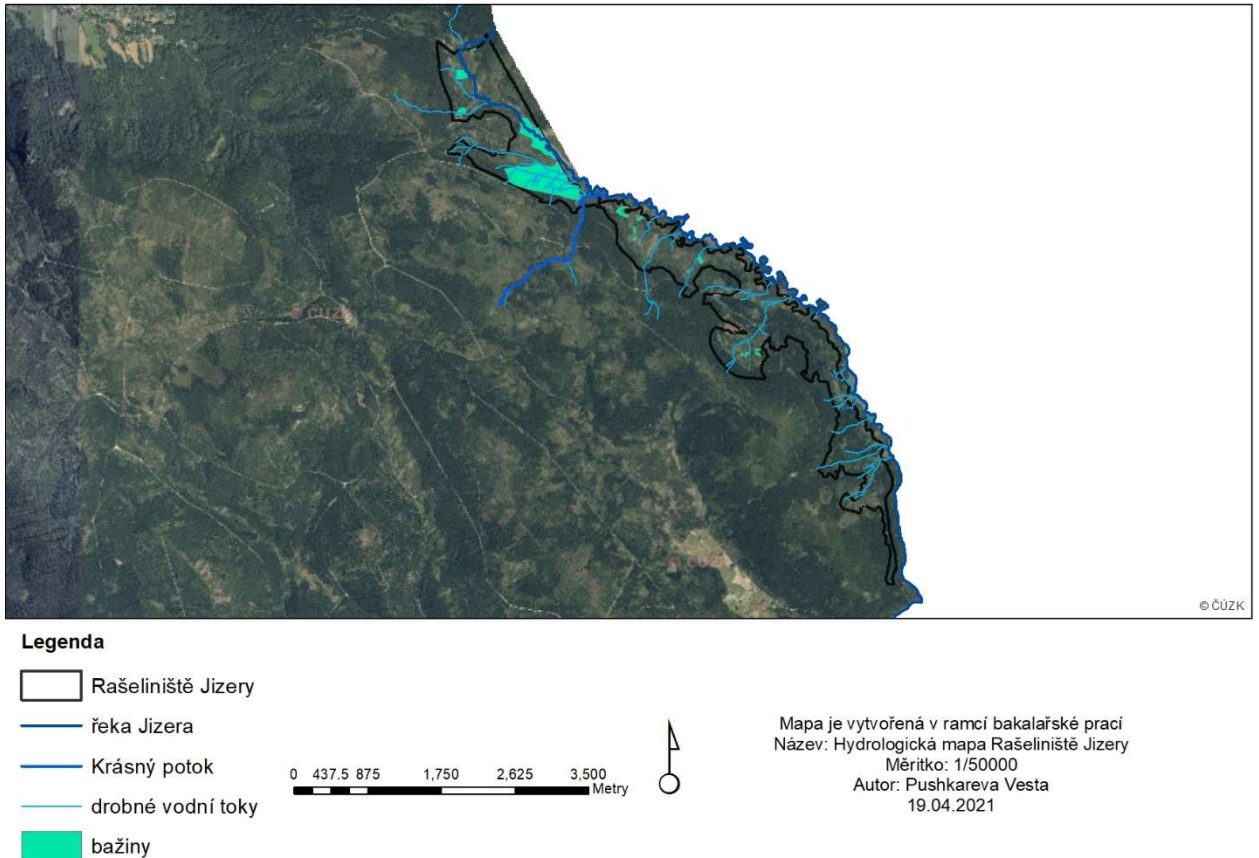 © ČÚZK
© ČÚZK
Legenda
Rašeliniště Jizery
řeka Jizera
Krásný potok
drobné vodní toky
bažiny
0 437.5 875 1,750 2,625 3,500
Metry
Mapa je vytvořená v ramcí bakalařské prací
Název: Hydrologická mapa Rašeliniště Jizery
Méritko: 1/50000
Autor: Pushkareva Vesta
19.04.2021